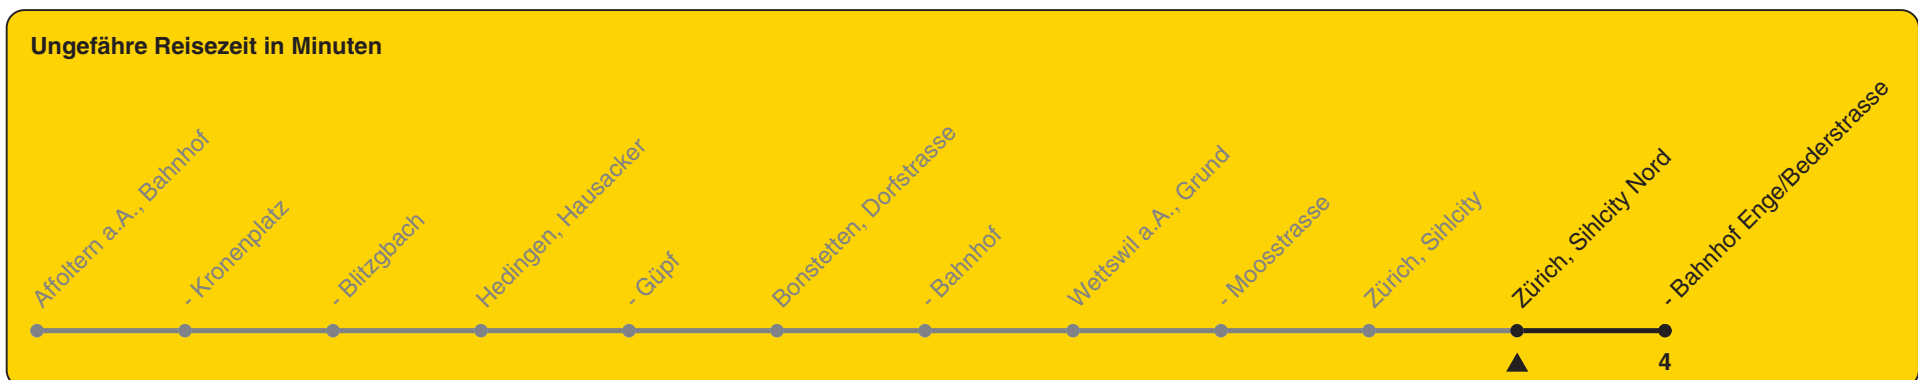 Ungefähre Reisezeit in Minuten
Affoltern a.A., Bahnhof
- Kronenplatz
- Blitzgbach
Hedingen, Hausacker
- Güpf
Bonstetten, Dorfstrasse
- Bahnhof
Wettswil a.A., Grund
- Moosstrasse
Zürich, Sihlcity
Zürich, Sihlcity Nord
- Bahnhof Enge/Bederstrasse
4